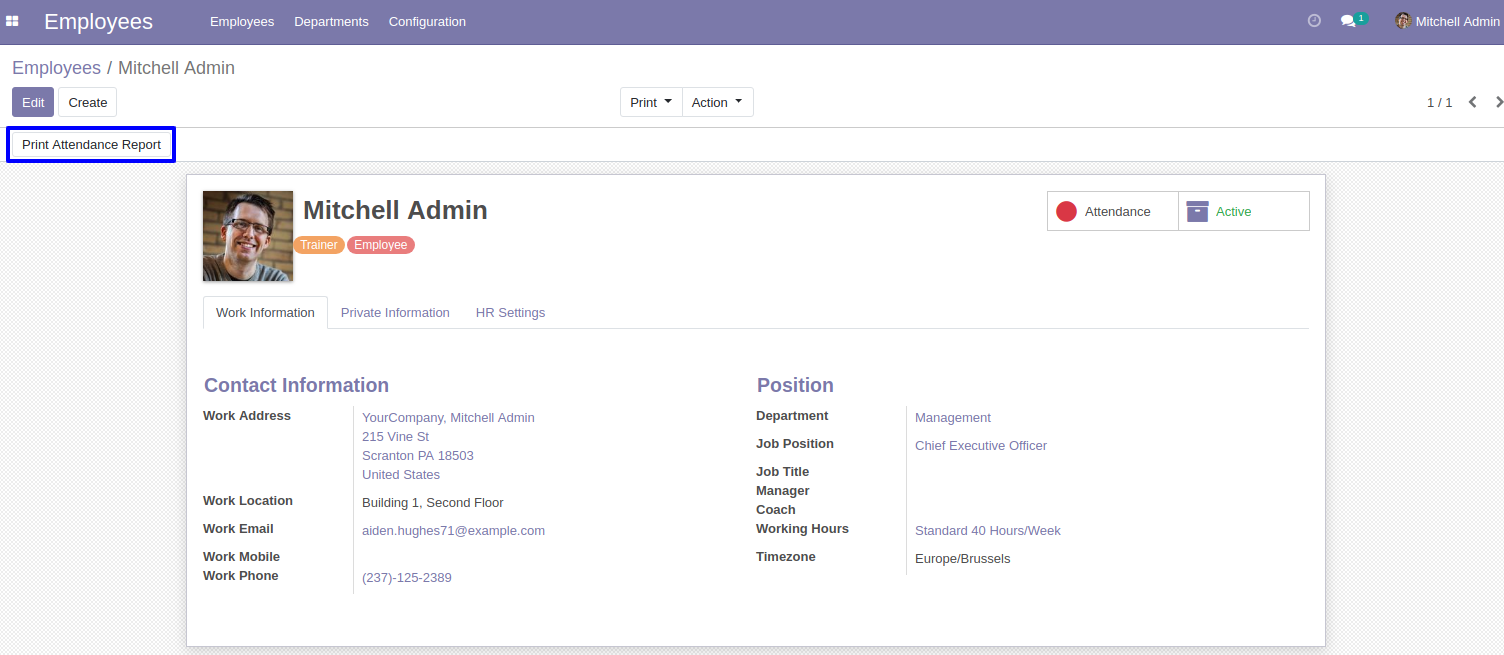 Employees Employees Departments Configuration 1 Mitchell Admin
Employees / Mitchell Admin
Edit Create Print Action 1 / 1
Print Attendance Report
Mitchell Admin
Attendance Active
Trainer Employee
Work Information Private Information HR Settings
Contact Information
Work Address YourCompany, Mitchell Admin
215 Vine St
Scranton PA 18503
United States
Work Location Building 1, Second Floor
Work Email aiden.hughes71@example.com
Work Mobile
Work Phone (237)-125-2389
Position
Department Management
Job Position Chief Executive Officer
Job Title
Manager
Coach
Working Hours Standard 40 Hours/Week
Timezone Europe/Brussels